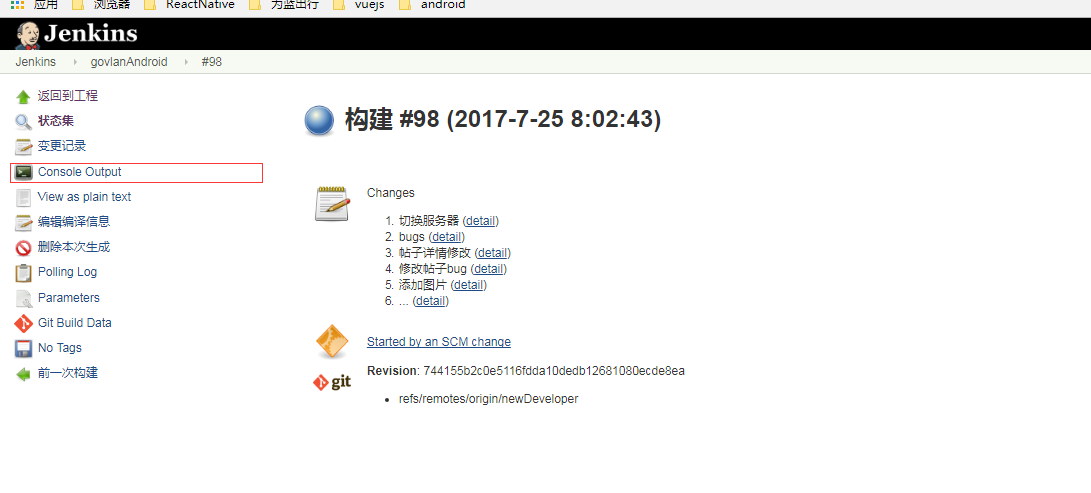 应用 浏览器 ReactNative 为蓝出行 vuejs android
Jenkins
Jenkins govlanAndroid #98
返回到工程
状态集
变更记录
Console Output
View as plain text
编辑编译信息
删除本次生成
Polling Log
Parameters
Git Build Data
No Tags
前一次构建
构建 #98 (2017-7-25 8:02:43)
Changes
1. 切换服务器 (detail)
2. bugs (detail)
3. 帖子详情修改 (detail)
4. 修改帖子bug (detail)
5. 添加图片 (detail)
6. ... (detail)
Started by an SCM change
git
Revision: 744155b2c0e5116fdda10dedb12681080ecde8ea
refs/remotes/origin/newDeveloper